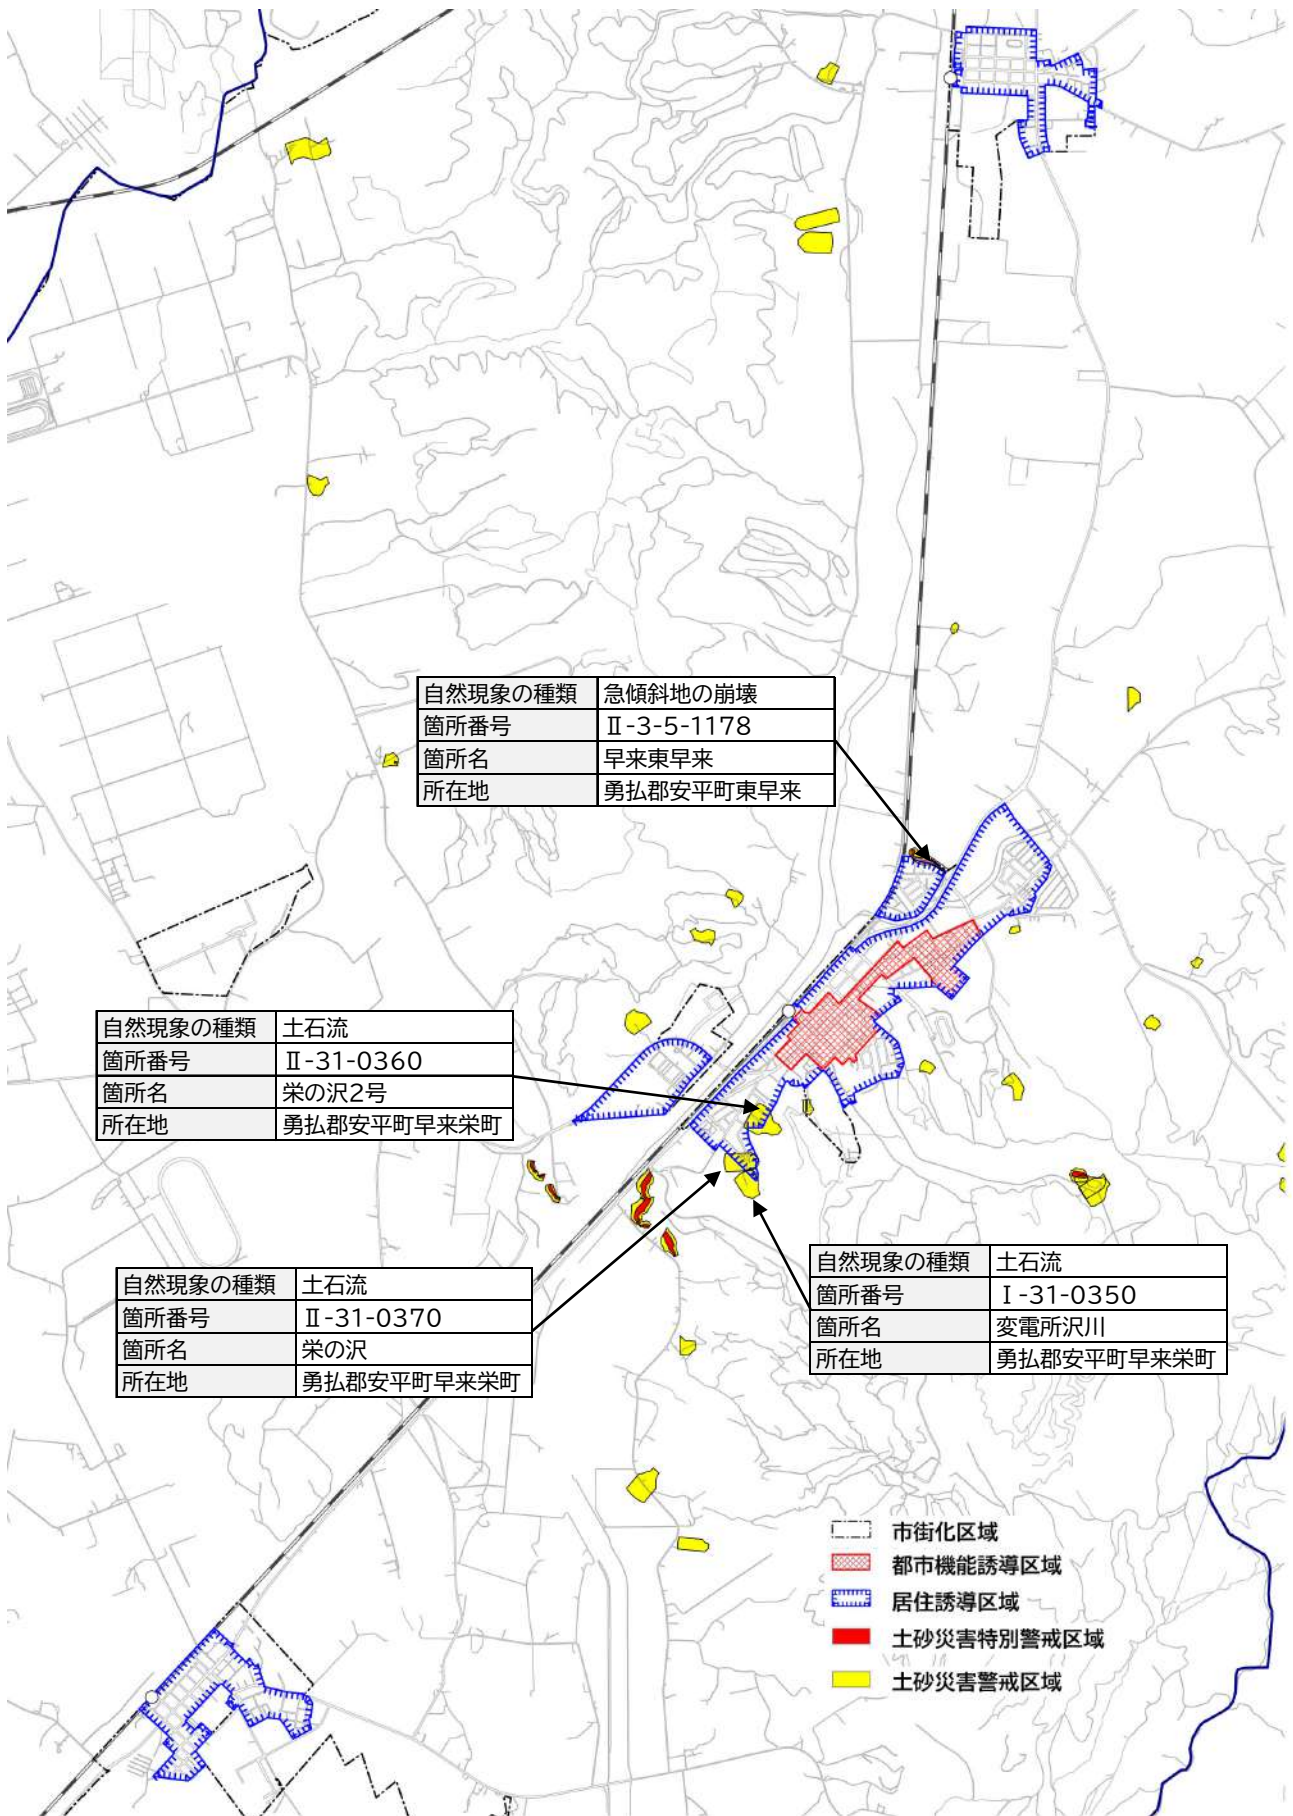 自然現象の種類 急傾斜地の崩壊
箇所番号 Ⅱ-3-5-1178
箇所名 早来東早来
所在地 勇払郡安平町東早来
自然現象の種類 土石流
箇所番号 Ⅱ-31-0360
箇所名 栄の沢2号
所在地 勇払郡安平町早来栄町
自然現象の種類 土石流
箇所番号 Ⅱ-31-0370
箇所名 栄の沢
所在地 勇払郡安平町早来栄町
自然現象の種類 土石流
箇所番号 Ⅰ-31-0350
箇所名 変電所沢川
所在地 勇払郡安平町早来栄町
市街化区域
都市機能誘導区域
居住誘導区域
土砂災害特別警戒区域
土砂災害警戒区域